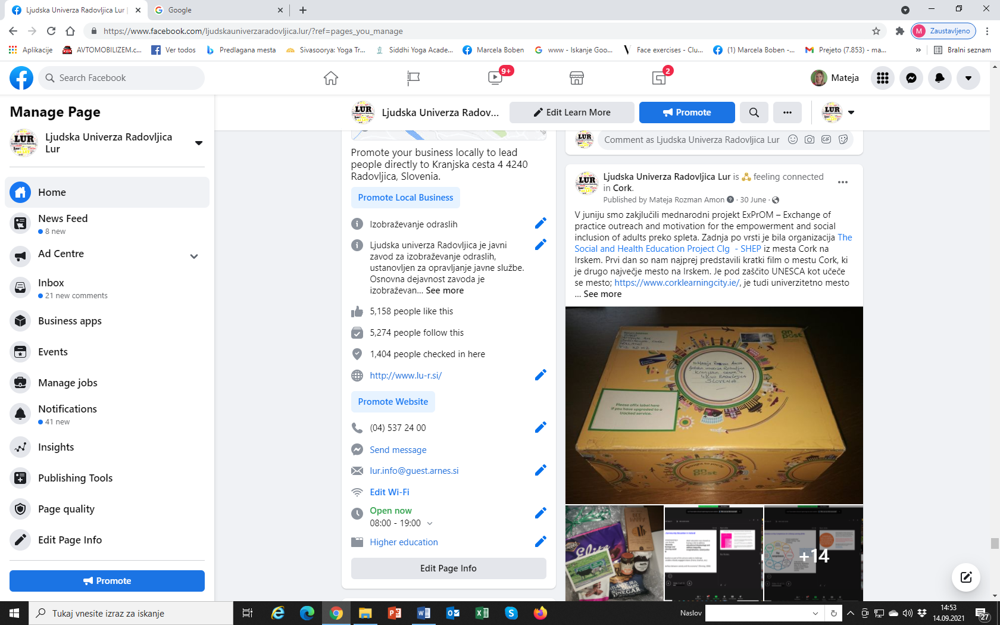 Ljudska Univerza Radovljica Lur |
Google
https://www.facebook.com/ljudskauniverzaradovljica.lur/?ref=pages_you_manage
M Zaustavljeno
Aplikacije
AVTOMOBILIZEM.c...
Ver todos
Predlagana mesta
Sivasoorya: Yoga Tr...
Siddhi Yoga Acade...
Marcela Boben
www - Iskanje Goo...
Face exercises - Clu...
(1) Marcela Boben -...
Prejeto (7.853) – ma...
»
Bralni seznam
Search Facebook
9+
2
Mateja
Manage Page
Ljudska Univerza Radovljica
Lur
Home
News Feed
8 new
Ad Centre
Inbox
21 new comments
Business apps
Events
Manage jobs
Notifications
41 new
Insights
Publishing Tools
Page quality
Edit Page Info
Promote
LUR
Ljudska Univerza Radov...
Edit Learn More
Promote
Promote your business locally to lead
people directly to Kranjska cesta 4 4240
Radovljica, Slovenia.
Promote Local Business
Izobraževanje odraslih
Ljudska univerza Radovljica je javni
zavod za izobraževanje odraslih,
ustanovljen za opravljanje javne službe.
Osnovna dejavnost zavoda je
izobraževan... See more
5,158 people like this
5,274 people follow this
1,404 people checked in here
http://www.lu-r.si/
Promote Website
(04) 537 24 00
Send message
lur.info@guest.arnes.si
Edit Wi-Fi
Open now
08:00 - 19:00
Higher education
Edit Page Info
Comment as Ljudska Univerza Radovljica Lur
GIF
Ljudska Univerza Radovljica Lur is feeling connected
in Cork.
Published by Mateja Rozman Amon · 30 June ·
V juniju smo zakjlučili mednarodni projekt ExPrOM – Exchange of
practice outreach and motivation for the empowerment and social
inclusion of adults preko spleta. Zadnja po vrsti je bila organizacija The
Social and Health Education Project Clg - SHEP iz mesta Cork na
Irskem. Prvi dan so nam najprej predstavili kratki film o mestu Cork, ki
je drugo največje mesto na Irskem. Je pod zaščito UNESCA kot učeče
se mesto; https://www.corklearningcity.ie/, je tudi univerzitetno mesto
... See more
an
post
To Mateja Rozman Amon
Ljudska univerza Radovljica
Kranjska cesta 4
4240 RADOVLJICA
SLOVENIA
Please affix label here
if you have upgraded to a
tracked service.
an
post
Elite
VINEGAR
+14
Tukaj vnesite izraz za iskanje
Naslov
14:53
14.09.2021
27